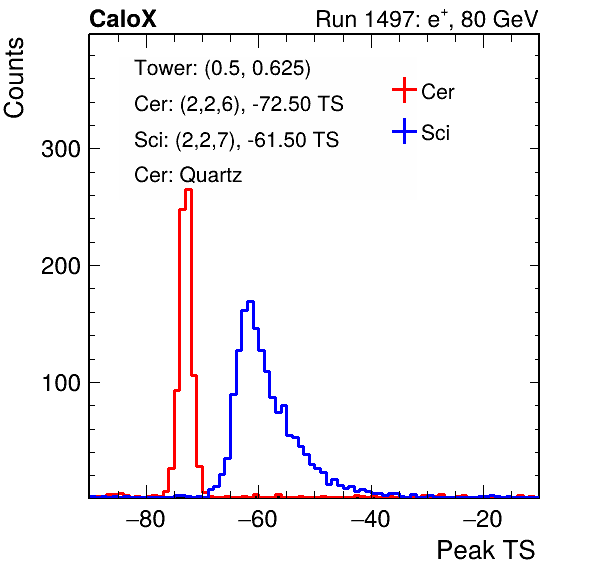 CaloX Run 1497: e⁺, 80 GeV
Counts
Tower: (0.5, 0.625)
Cer: (2,2,6), -72.50 TS
Sci: (2,2,7), -61.50 TS
Cer: Quartz
Cer
Sci
300
200
100
−80 −60 −40 −20
Peak TS